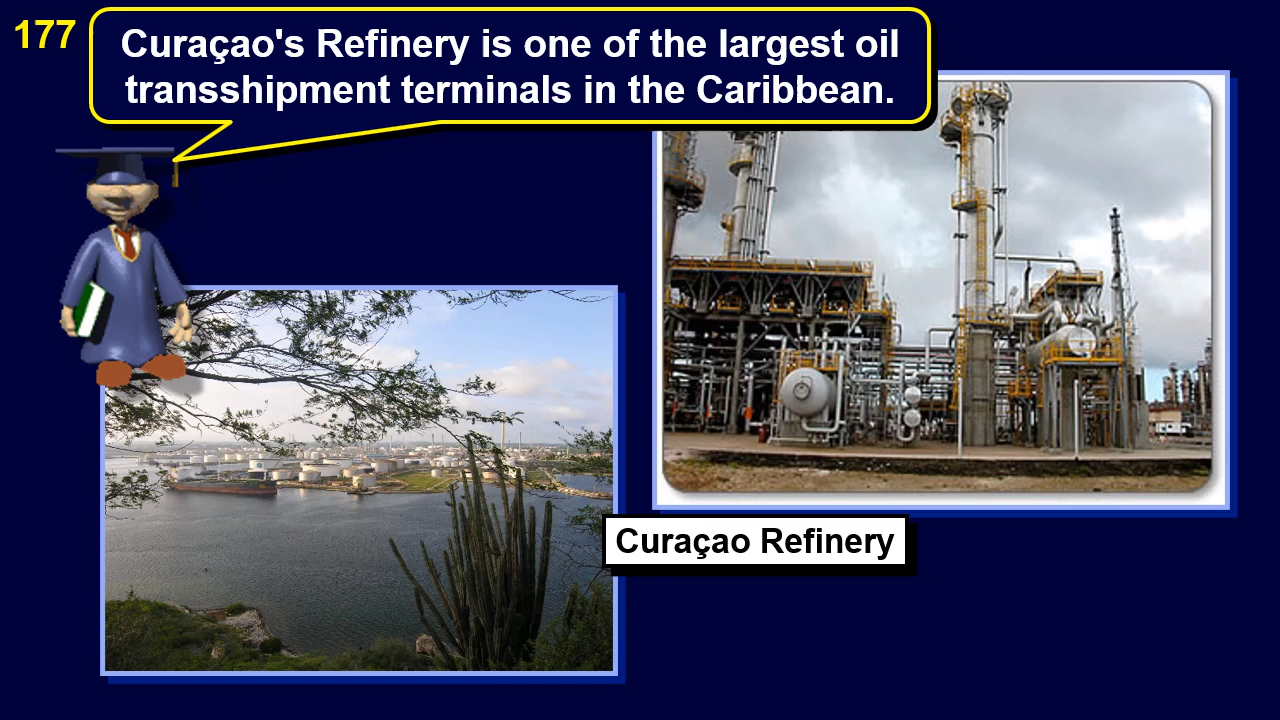 177
Curaçao's Refinery is one of the largest oil
transshipment terminals in the Caribbean.
Curaçao Refinery